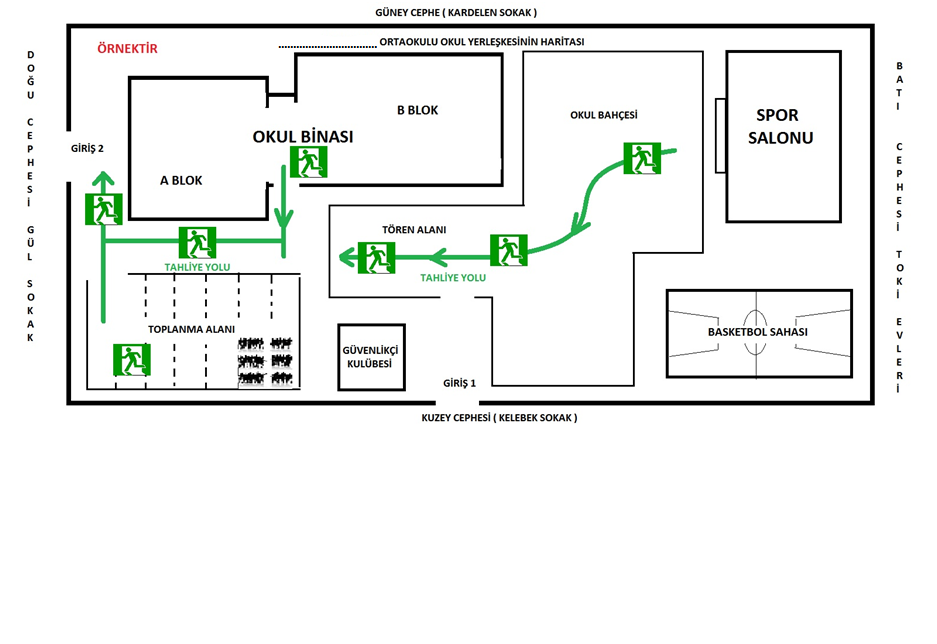 GÜNEY CEPHE ( KARDELEN SOKAK )
ÖRNEKTİR
........................ ORTAOKULU OKUL YERLEŞKESİNİN HARİTASI
DOĞU CEPHESİ GÜL SOKAK
BATI CEPHESİ TOKİ EVLERİ
B BLOK
OKUL BAHÇESİ
SPOR
SALONU
OKUL BİNASI
GİRİŞ 2
A BLOK
TÖREN ALANI
TAHLİYE YOLU
TAHLİYE YOLU
TOPLANMA ALANI
GÜVENLİKÇİ
KULÜBESİ
BASKETBOL SAHASI
GİRİŞ 1
KUZEY CEPHESİ ( KELEBEK SOKAK )